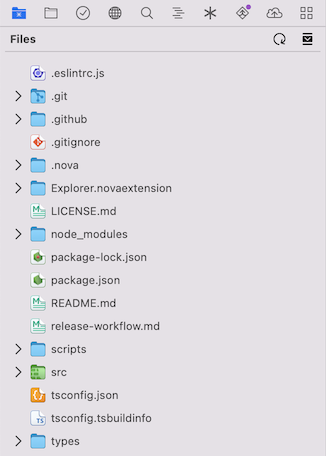 Files
.eslintrc.js
.git
.github
.gitignore
.nova
Explorer.novaextension
LICENSE.md
node_modules
package-lock.json
package.json
README.md
release-workflow.md
scripts
src
tsconfig.json
tsconfig.tsbuildinfo
types